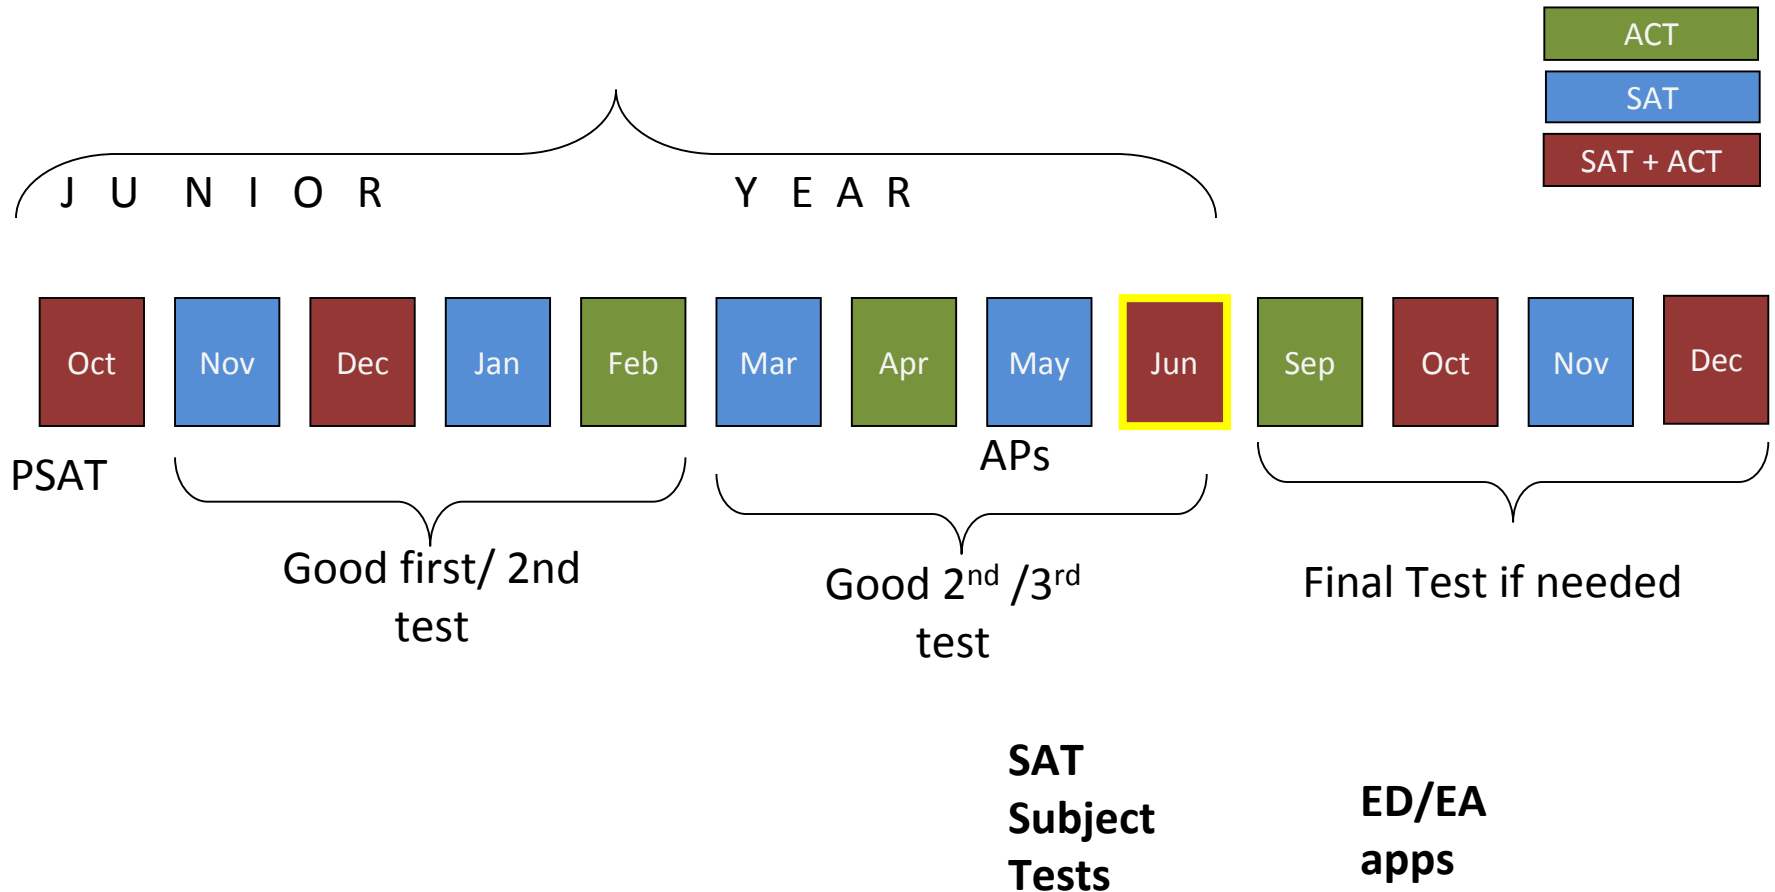 ACT
SAT
SAT + ACT
J U N I O R Y E A R
Oct Nov Dec Jan Feb Mar Apr May Jun Sep Oct Nov Dec
PSAT
APs
Good first/ 2nd
test
Good 2nd /3rd
test
Final Test if needed
SAT
Subject
Tests
ED/EA
apps